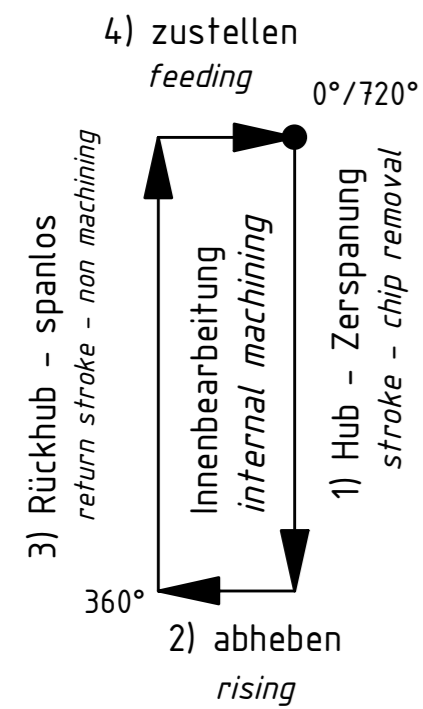 4) zustellen
feeding
0°/720°
3) Rückhub - spanlos
return stroke - non machining
Innenbearbeitung
internal machining
1) Hub - Zerspanung
stroke - chip removal
360°
2) abheben
rising